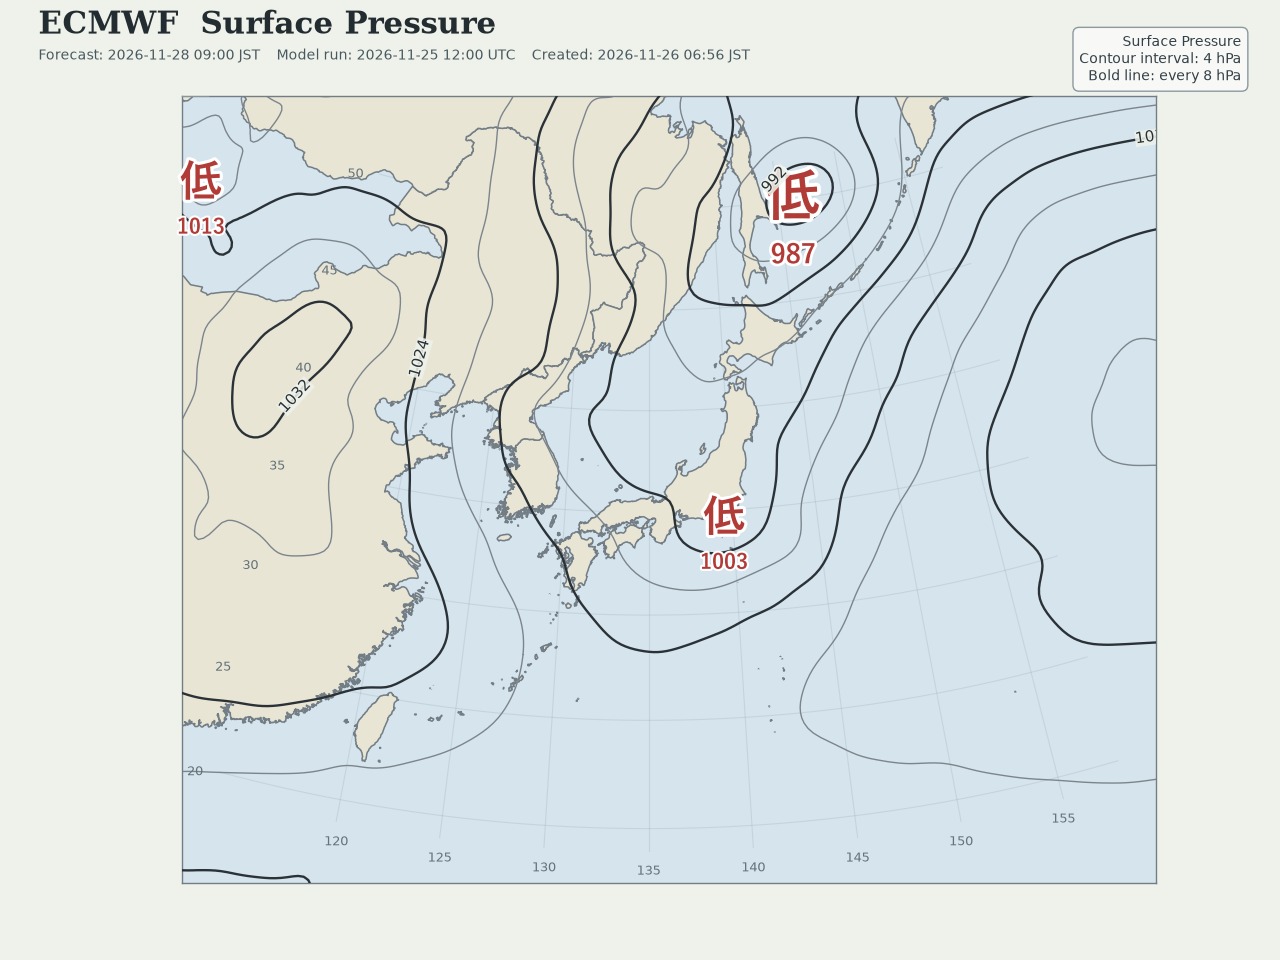 ECMWF  Surface Pressure
Forecast: 2026-11-28 09:00 JST    Model run: 2026-11-25 12:00 UTC    Created: 2026-11-26 06:56 JST
Surface Pressure
Contour interval: 4 hPa
Bold line: every 8 hPa
10
50
低
1013
992
低
987
45
40
1032
1024
35
低
1003
30
25
20
120
125
130
135
140
145
150
155